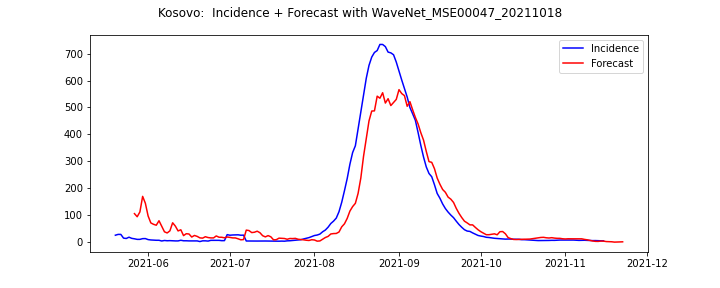 Kosovo:  Incidence + Forecast with WaveNet_MSE00047_20211018
Incidence
Forecast
700
600
500
400
300
200
100
0
2021-06 2021-07 2021-08 2021-09 2021-10 2021-11 2021-12